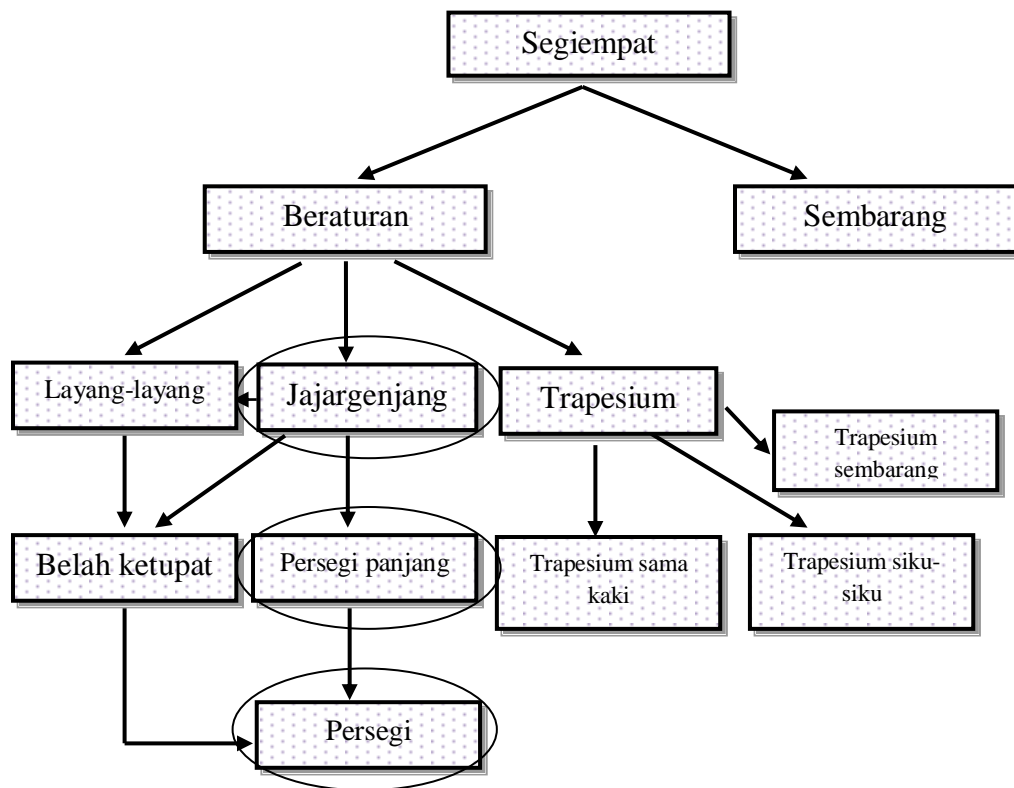 Segiempat
Beraturan
Sembarang
Layang-layang
Jajargenjang
Trapesium
Trapesium
sembarang
Belah ketupat
Persegi panjang
Trapesium sama
kaki
Trapesium siku-
siku
Persegi